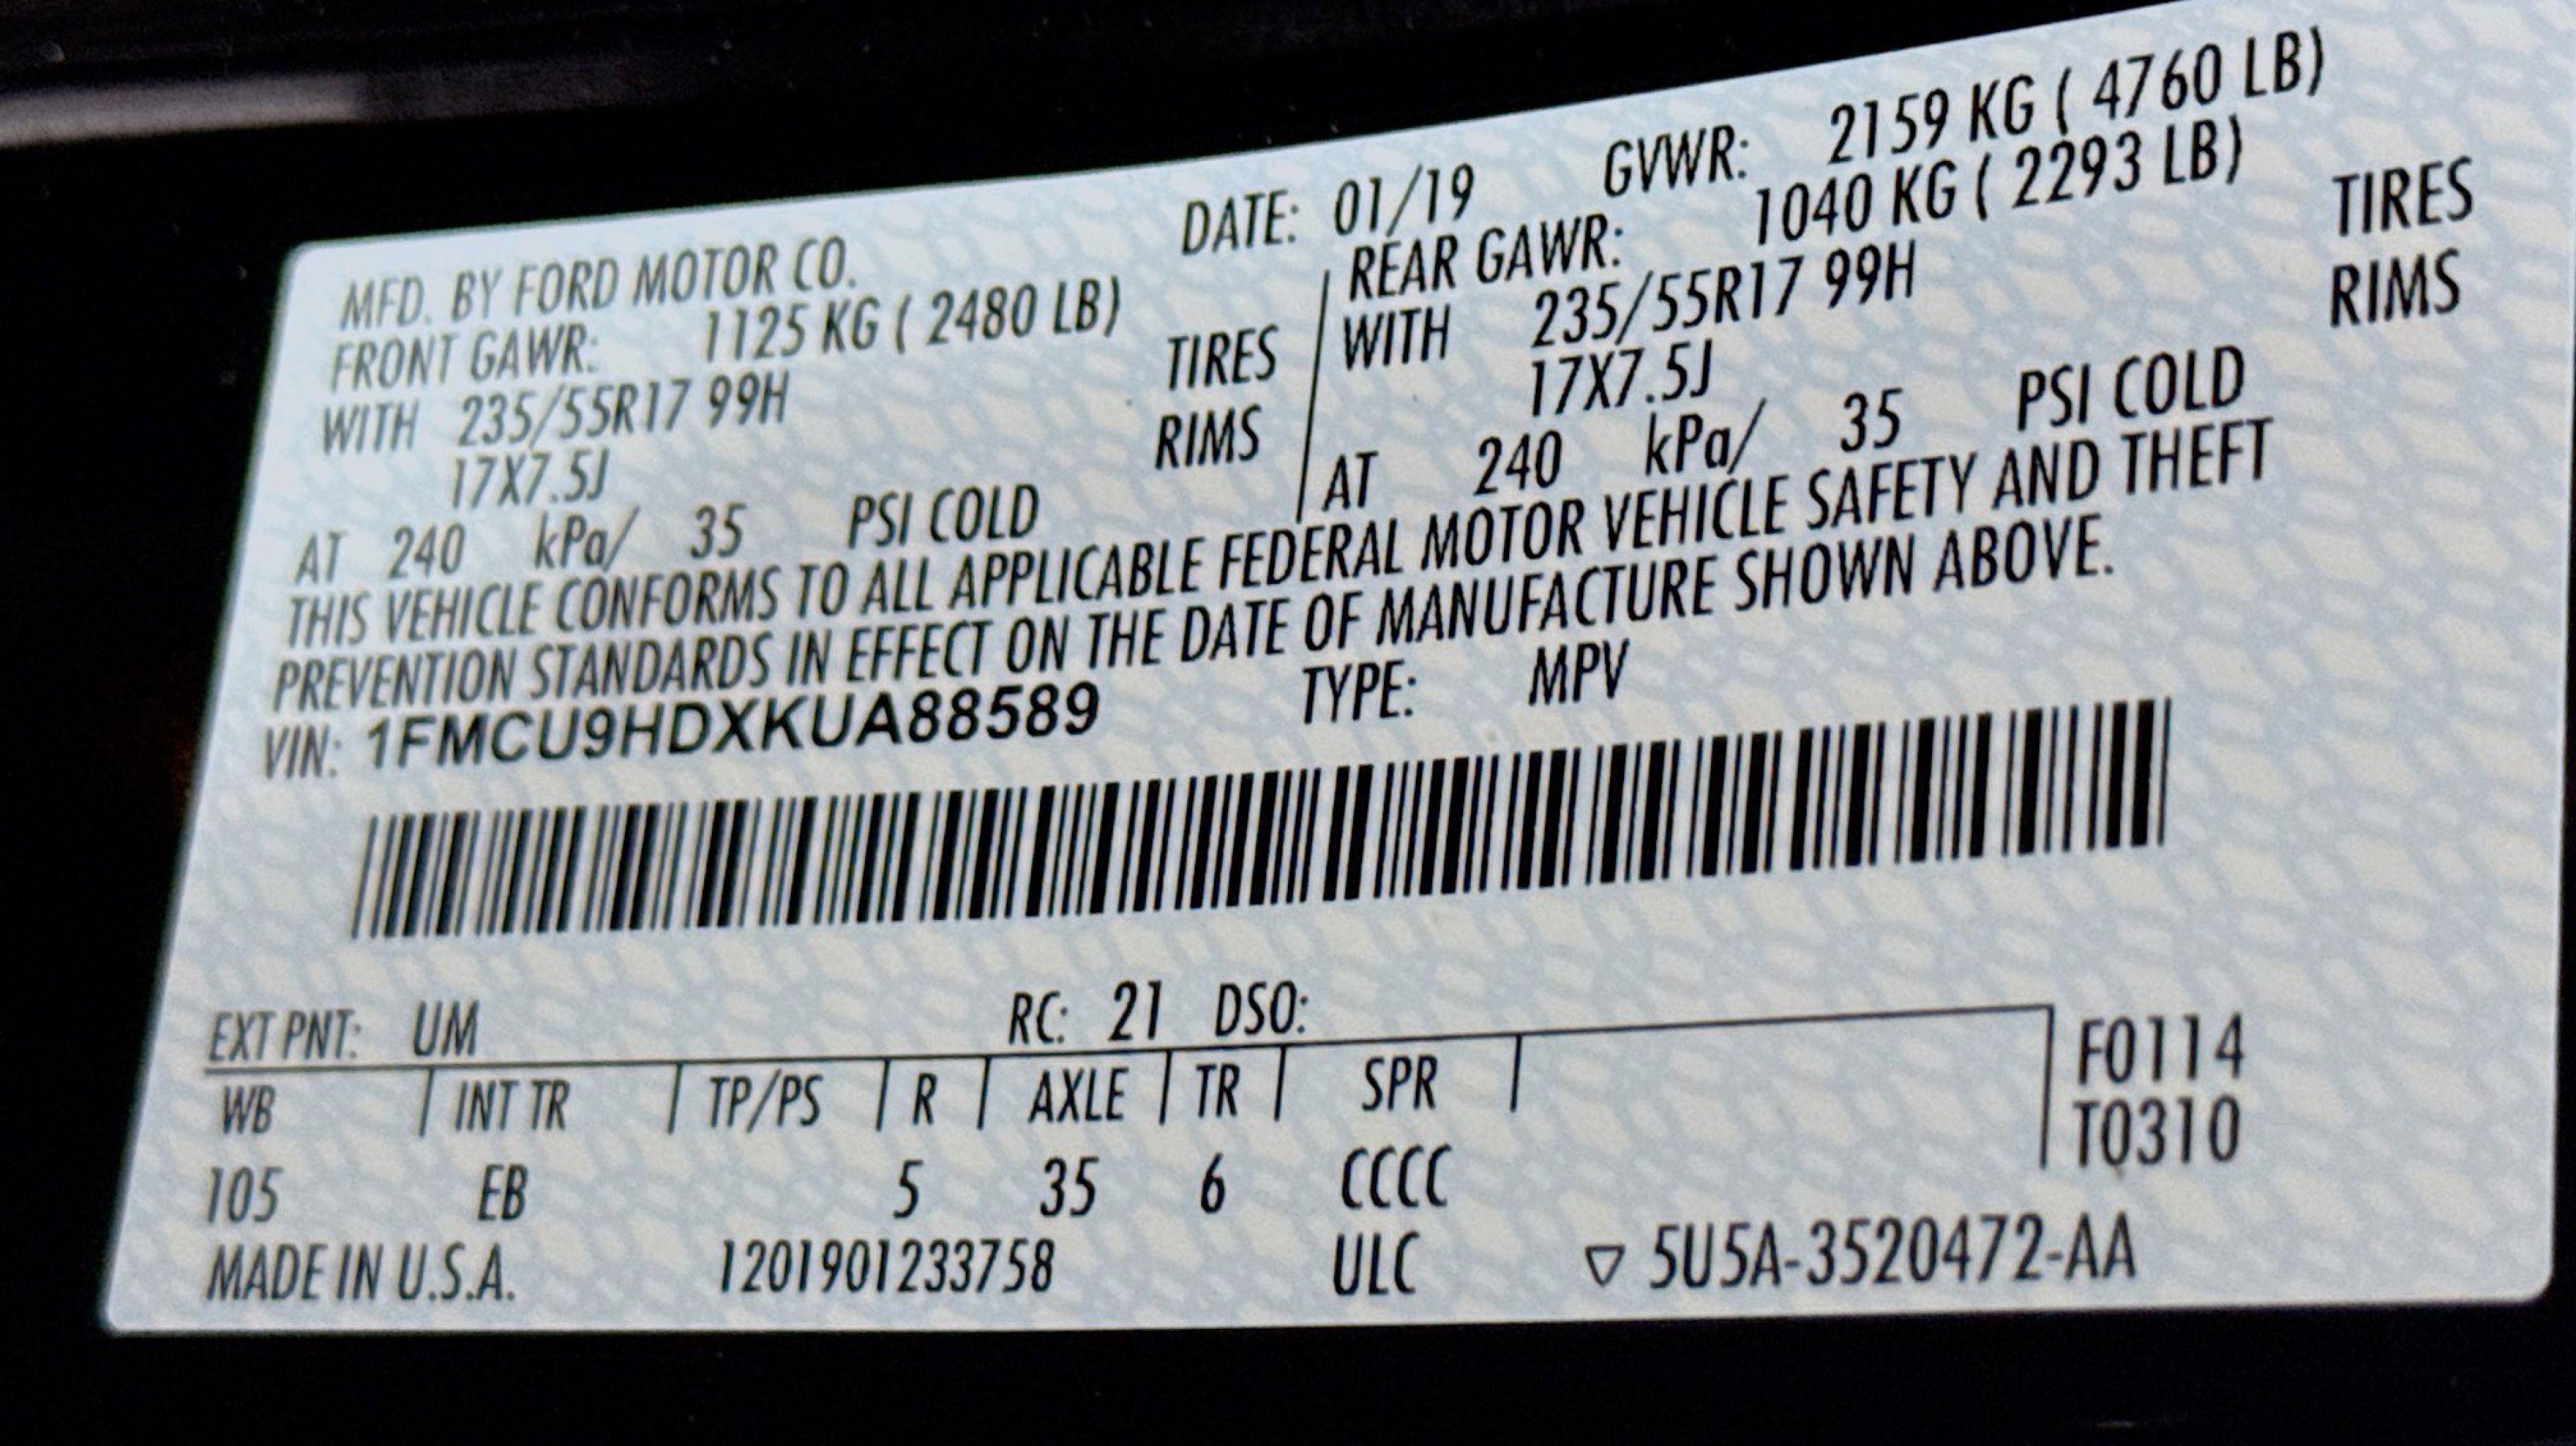 MFD. BY FORD MOTOR CO. DATE: 01/19 GVWR: 2159 KG ( 4760 LB)
FRONT GAWR: 1125 KG ( 2480 LB) REAR GAWR: 1040 KG ( 2293 LB)
WITH 235/55R17 99H TIRES WITH 235/55R17 99H TIRES
17X7.5J RIMS 17X7.5J RIMS
AT 240 kPa/ 35 PSI COLD AT 240 kPa/ 35 PSI COLD
THIS VEHICLE CONFORMS TO ALL APPLICABLE FEDERAL MOTOR VEHICLE SAFETY AND THEFT
PREVENTION STANDARDS IN EFFECT ON THE DATE OF MANUFACTURE SHOWN ABOVE.
VIN: 1FMCU9HDXKUA88589 TYPE: MPV
EXT PNT: UM RC: 21 DSO:
WB INT TR TP/PS R AXLE TR SPR F0114
T0310
105 EB 5 35 6 CCCC
MADE IN U.S.A. 1201901233758 ULC ▽ 5U5A-3520472-AA